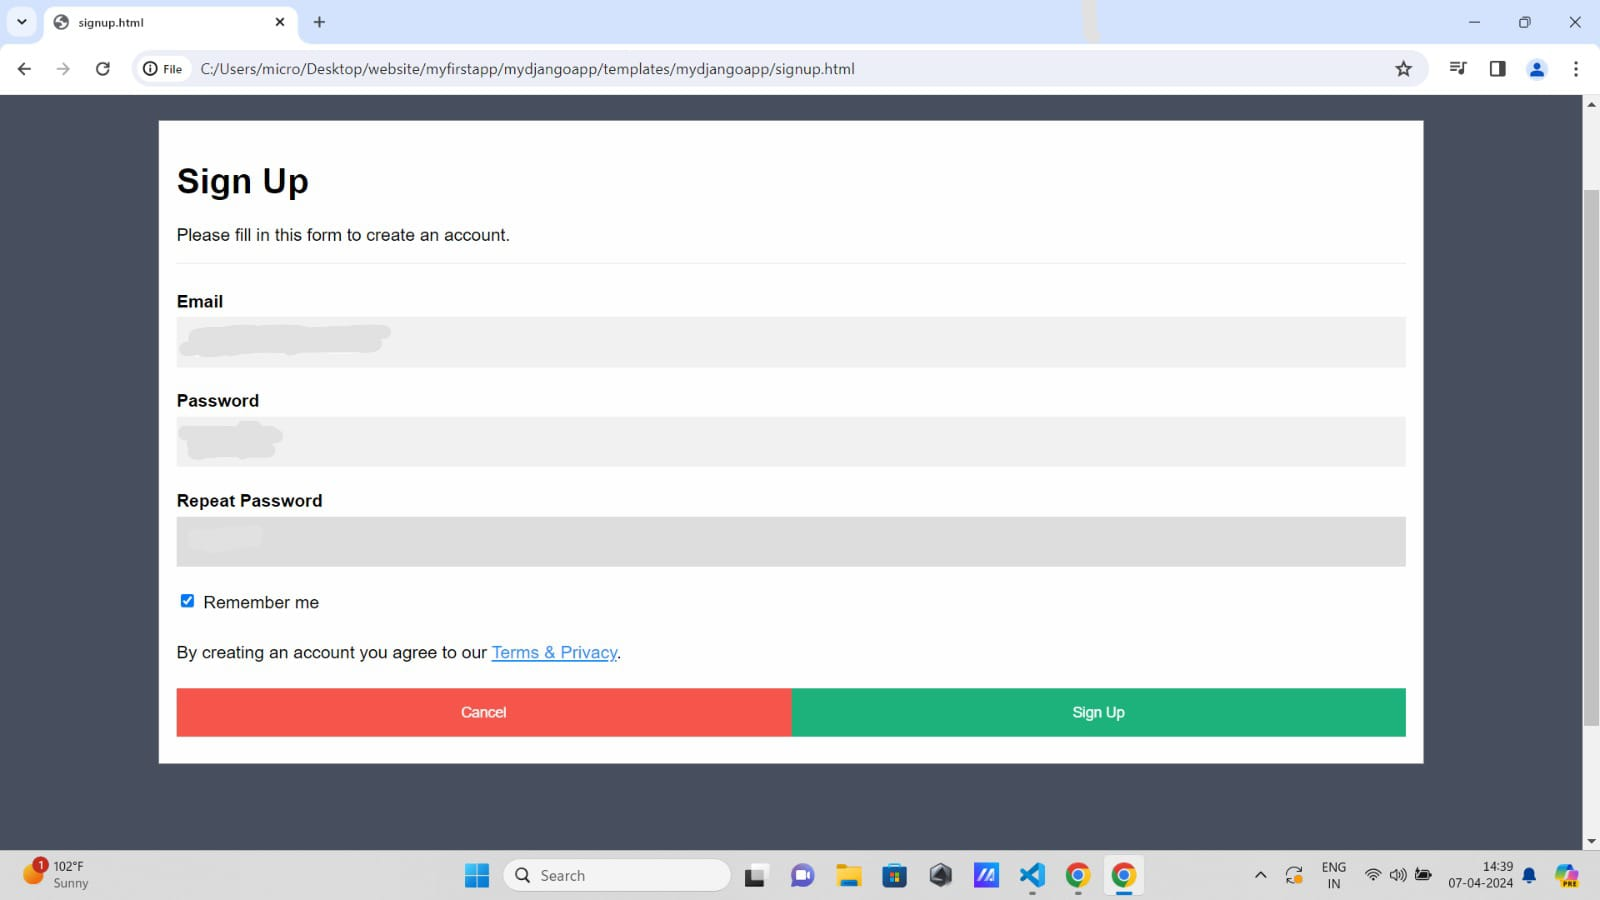 signup.html
File C:/Users/micro/Desktop/website/myfirstapp/mydjangoapp/templates/mydjangoapp/signup.html
Sign Up
Please fill in this form to create an account.
Email
Password
Repeat Password
Remember me
By creating an account you agree to our Terms & Privacy.
Cancel Sign Up
1 102°F
Sunny
Search
ENG
IN
14:39
07-04-2024
PRE